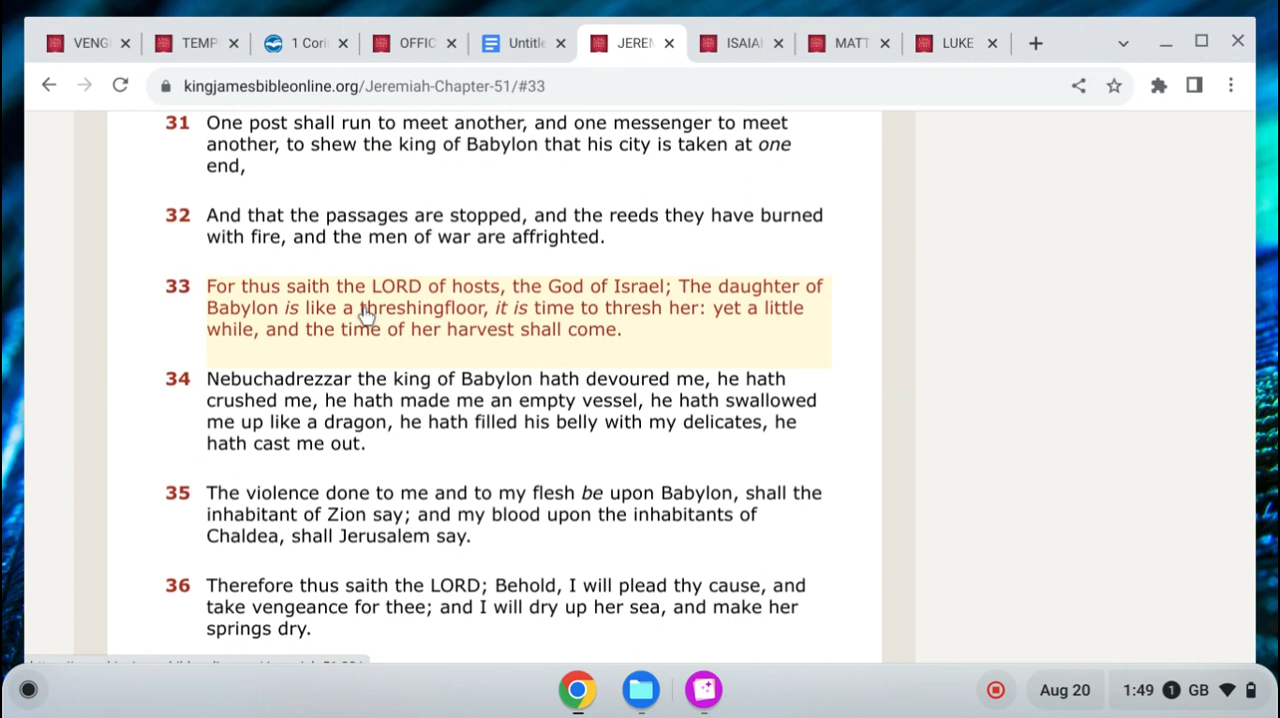 VENG
TEMP
1 Cori
OFFIC
Untitle
JEREM
ISAIAH
MATT
LUKE
kingjamesbibleonline.org/Jeremiah-Chapter-51/#33
31 One post shall run to meet another, and one messenger to meet
another, to shew the king of Babylon that his city is taken at one
end,
32 And that the passages are stopped, and the reeds they have burned
with fire, and the men of war are affrighted.
33 For thus saith the LORD of hosts, the God of Israel; The daughter of
Babylon is like a threshingfloor, it is time to thresh her: yet a little
while, and the time of her harvest shall come.
34 Nebuchadrezzar the king of Babylon hath devoured me, he hath
crushed me, he hath made me an empty vessel, he hath swallowed
me up like a dragon, he hath filled his belly with my delicates, he
hath cast me out.
35 The violence done to me and to my flesh be upon Babylon, shall the
inhabitant of Zion say; and my blood upon the inhabitants of
Chaldea, shall Jerusalem say.
36 Therefore thus saith the LORD; Behold, I will plead thy cause, and
take vengeance for thee; and I will dry up her sea, and make her
springs dry.
Aug 20
1:49 1 GB